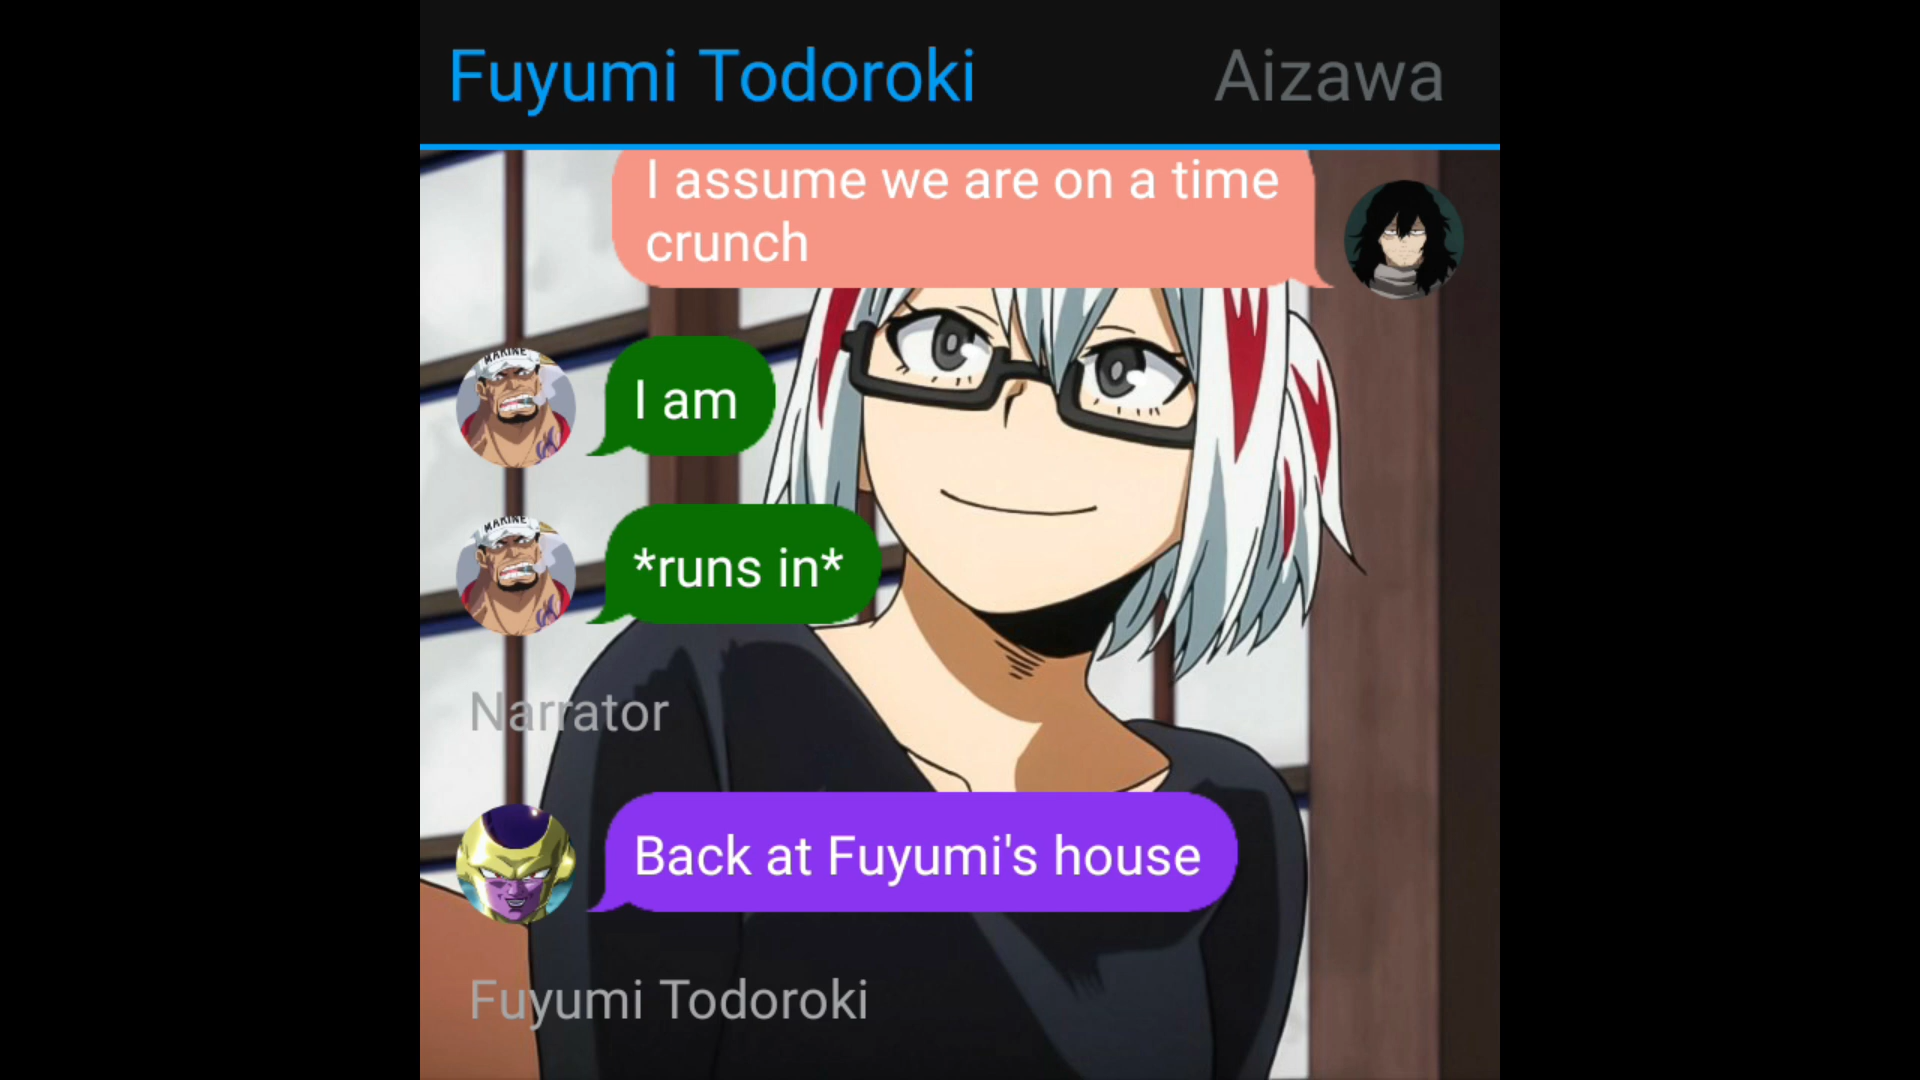 Fuyumi Todoroki Aizawa
I assume we are on a time
crunch
MARINE
I am
MARINE
*runs in*
Narrator
Back at Fuyumi's house
Fuyumi Todoroki